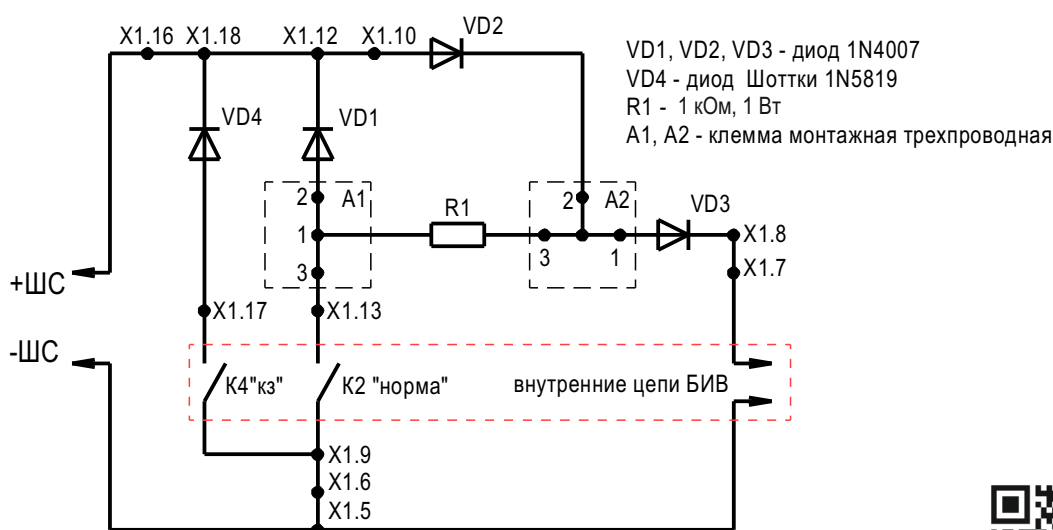 VD2
X1.16 X1.18 X1.12 X1.10
VD1, VD2, VD3 - диод 1N4007
VD4 - диод Шоттки 1N5819
R1 - 1 кОм, 1 Вт
A1, A2 - клемма монтажная трехпроводная
VD4
VD1
2 A1
R1
2 A2
VD3
1
X1.8
3
3 1
X1.7
+ШС
X1.17
X1.13
-ШС
К4"кз"
К2 "норма"
внутренние цепи БИВ
X1.9
X1.6
X1.5